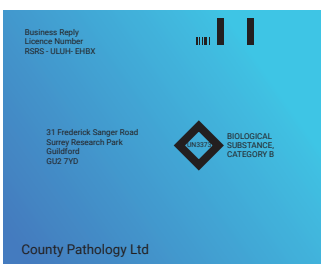 Business Reply
Licence Number
RSRS - ULUH- EHBX
31 Frederick Sanger Road
Surrey Research Park
Guildford
GU2 7YD
UN3373
BIOLOGICAL
SUBSTANCE,
CATEGORY B
County Pathology Ltd